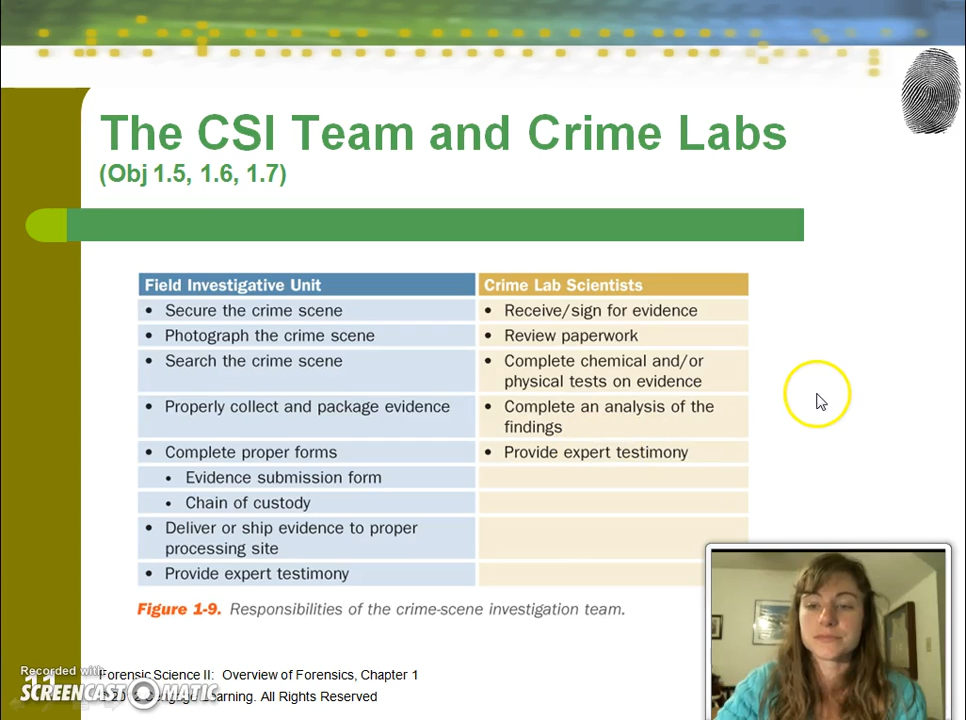 The CSI Team and Crime Labs
(Obj 1.5, 1.6, 1.7)
Field Investigative Unit
Crime Lab Scientists
• Secure the crime scene
• Receive/sign for evidence
• Photograph the crime scene
• Review paperwork
• Search the crime scene
• Complete chemical and/or
physical tests on evidence
• Properly collect and package evidence
• Complete an analysis of the
findings
• Complete proper forms
• Provide expert testimony
• Evidence submission form
• Chain of custody
• Deliver or ship evidence to proper
processing site
• Provide expert testimony
Figure 1-9. Responsibilities of the crime-scene investigation team.
Recorded with
SCREENCAST MATIC
Forensic Science II: Overview of Forensics, Chapter 1
Learning. All Rights Reserved